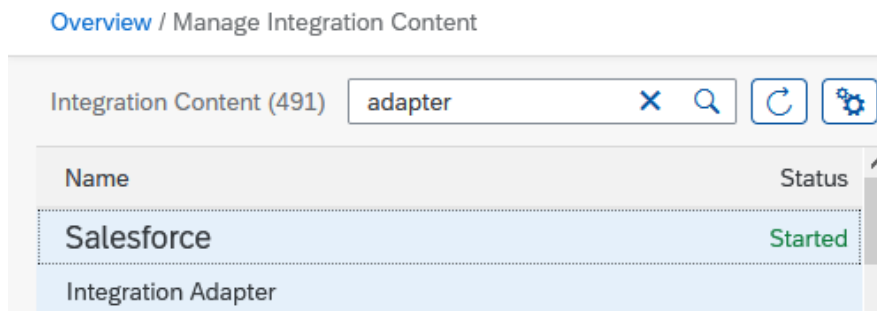 Overview / Manage Integration Content
Integration Content (491) adapter
Name Status
Salesforce Started
Integration Adapter